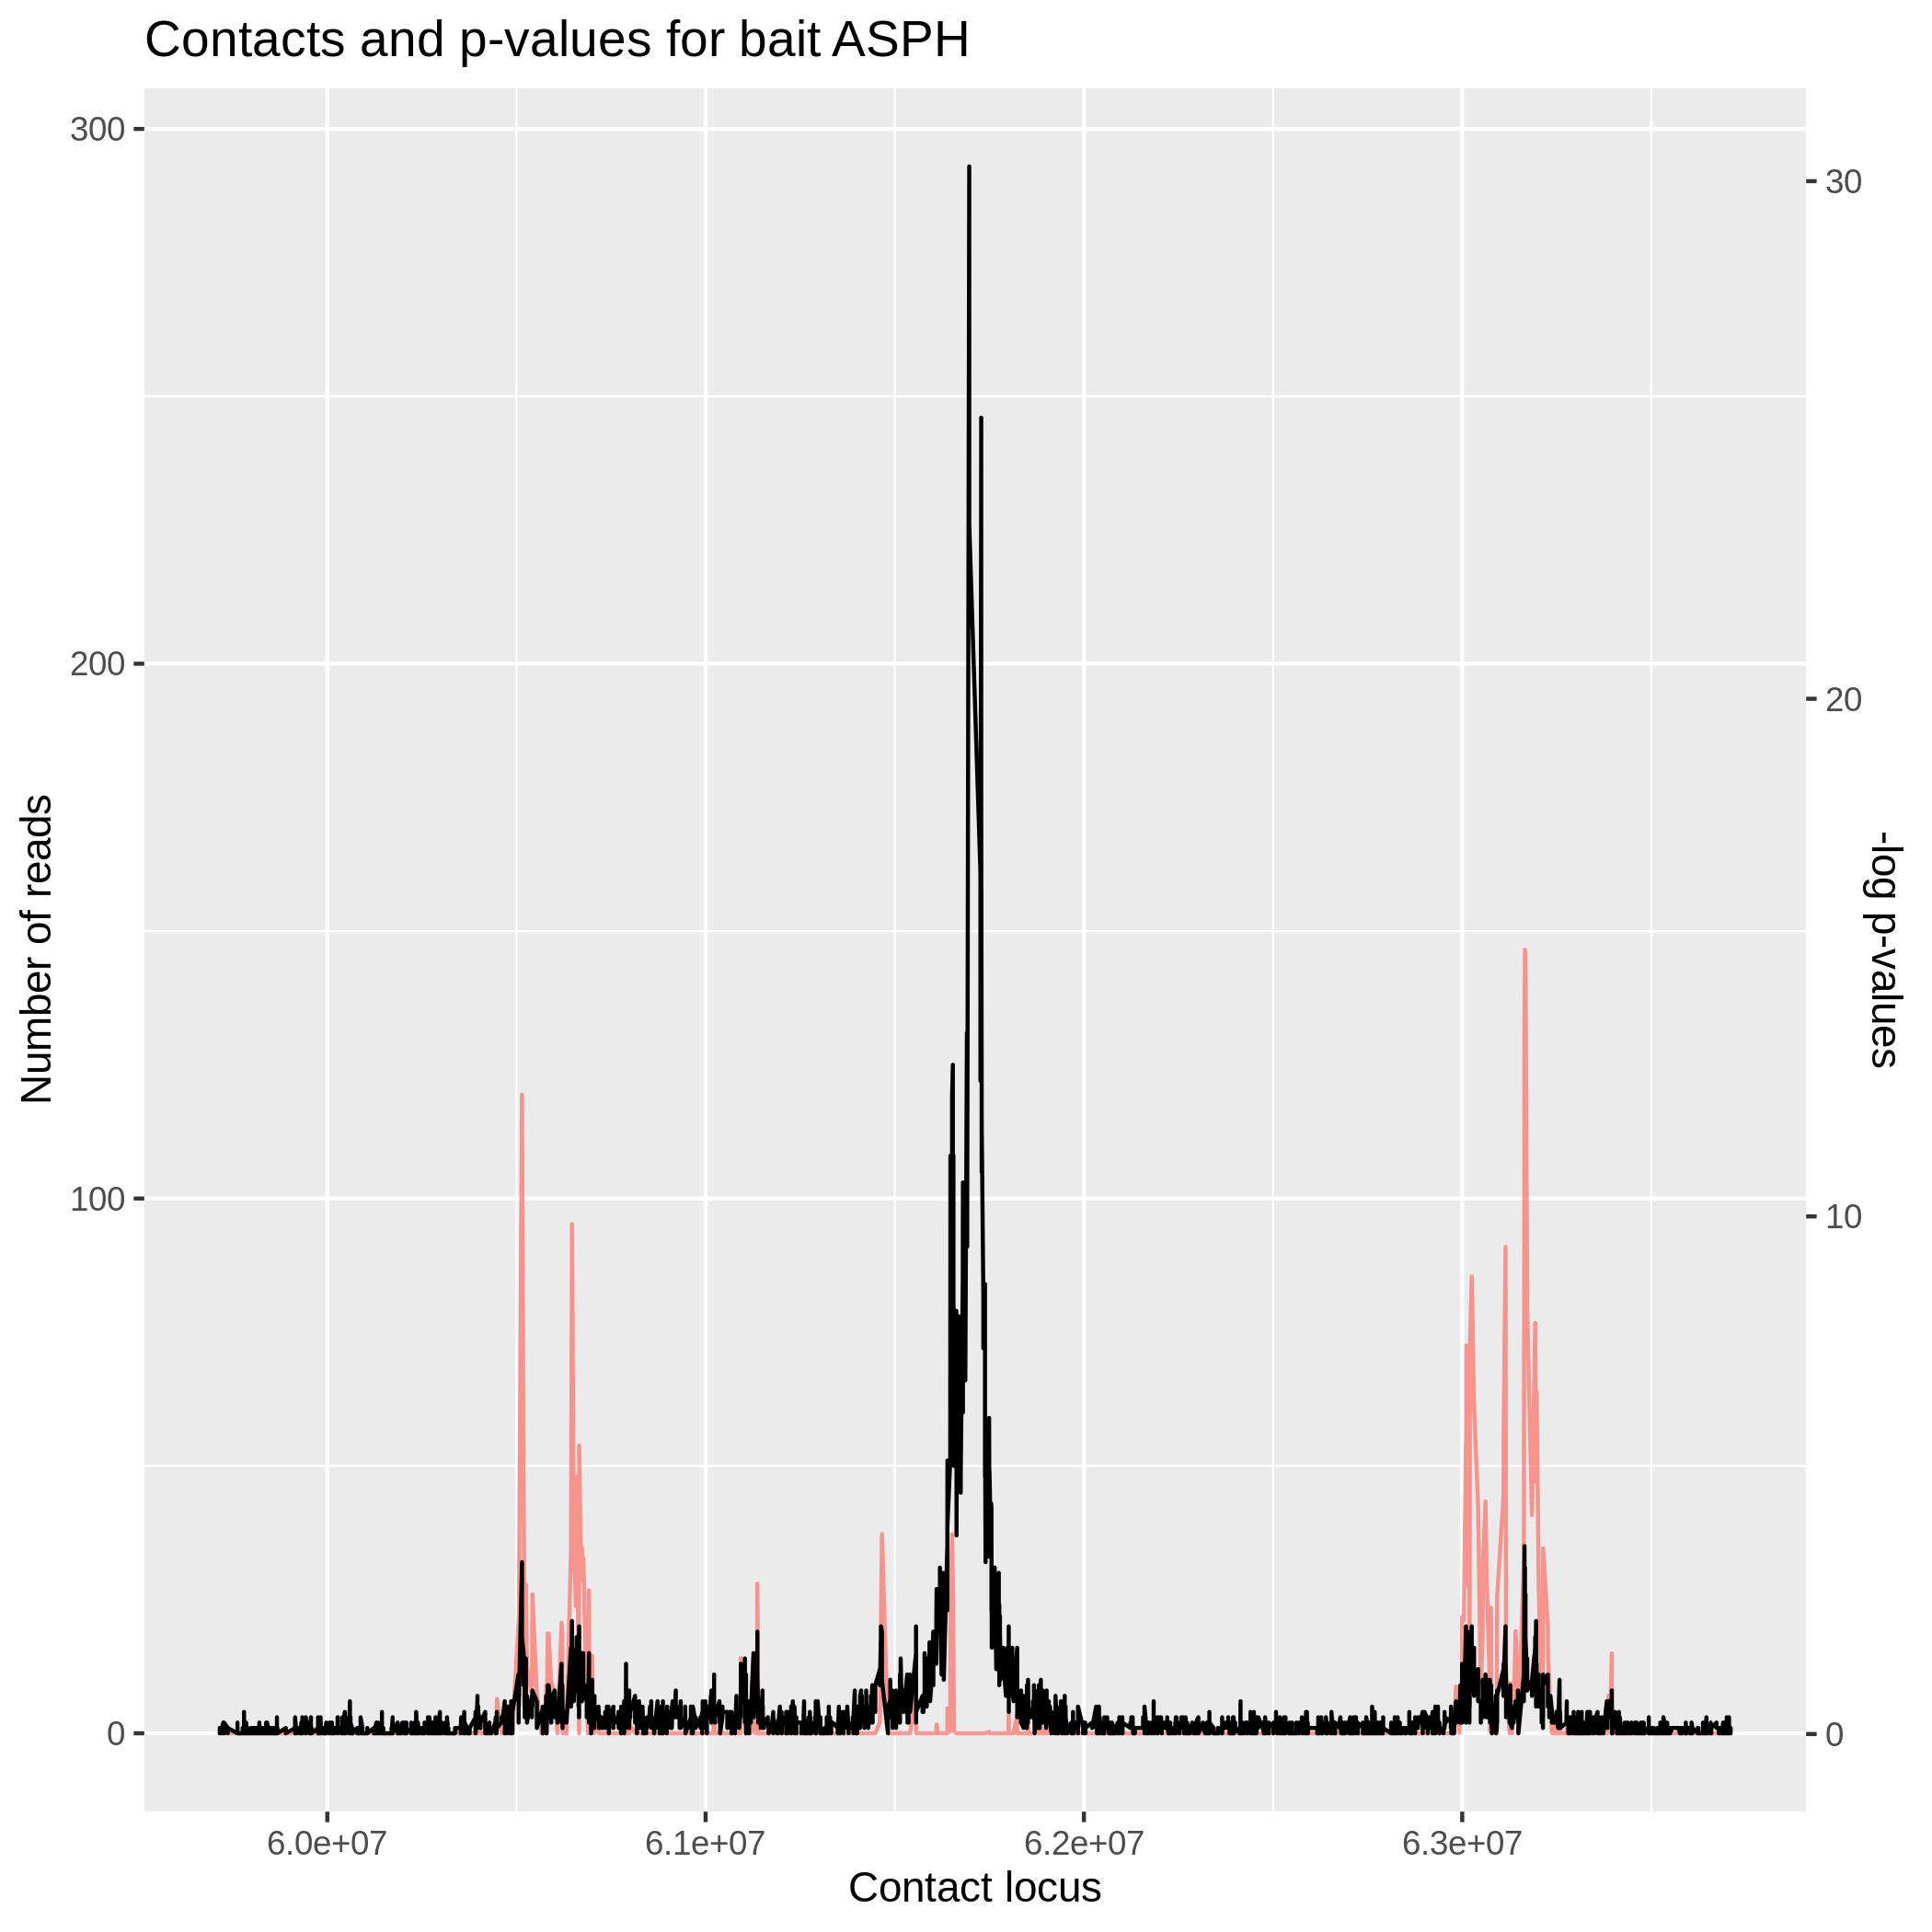 Contacts and p-values for bait ASPH
300
200
100
0
Number of reads
30
20
10
0
-log p-values
6.0e+07
6.1e+07
6.2e+07
6.3e+07
Contact locus